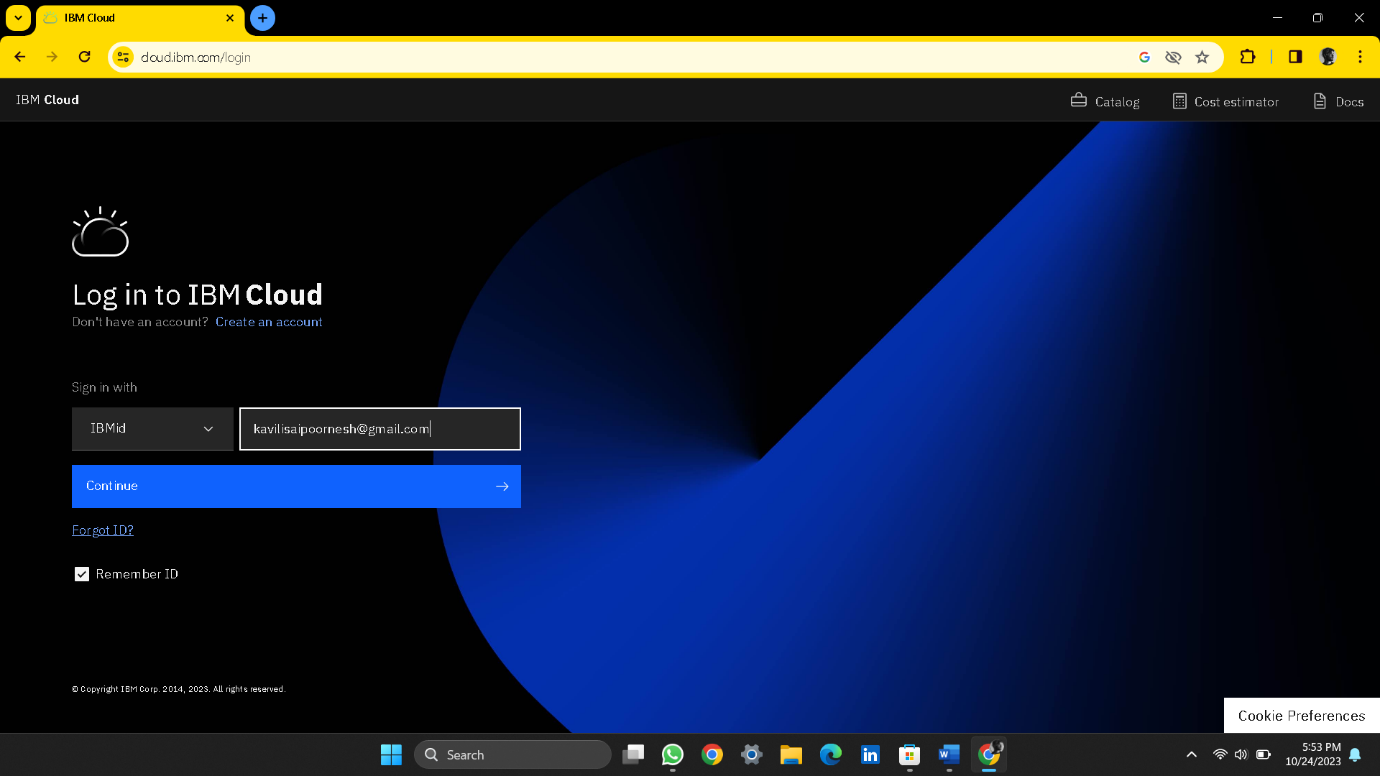 IBM Cloud
cloud.ibm.com/login
IBM Cloud
Catalog
Cost estimator
Docs
Log in to IBM Cloud
Don't have an account? Create an account
Sign in with
IBMid
kavilisaipoornesh@gmail.com
Continue
Forgot ID?
Remember ID
© Copyright IBM Corp. 2014, 2023. All rights reserved.
Cookie Preferences
Search
5:53 PM
10/24/2023